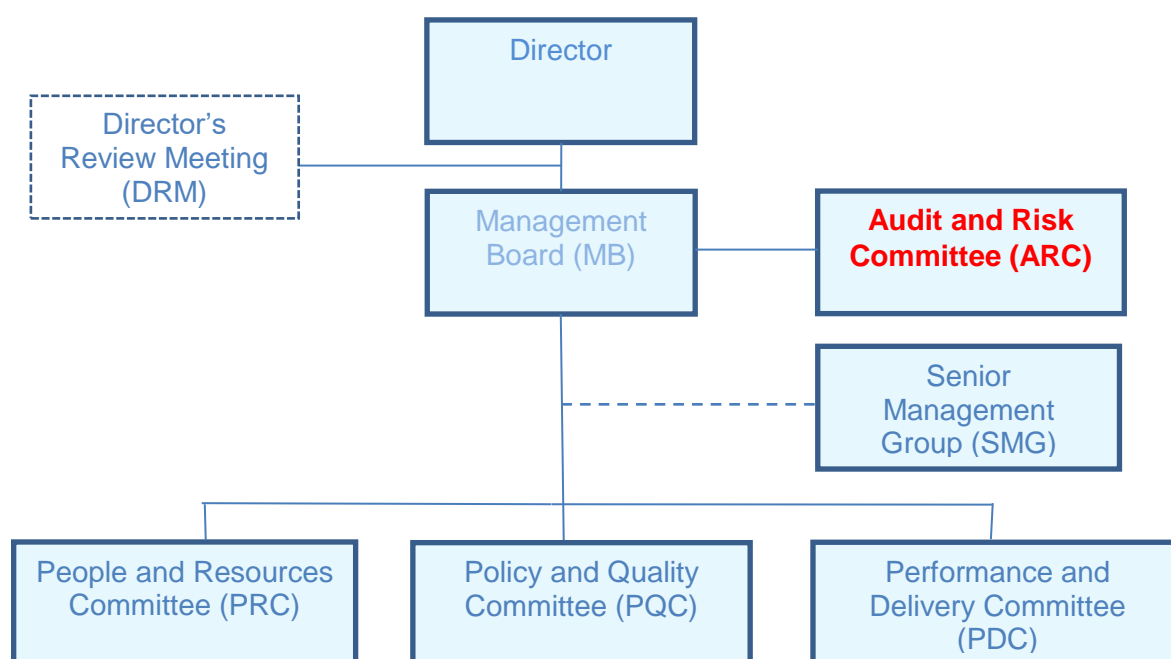 Director
Director’s
Review Meeting
(DRM)
Management
Board (MB)
Audit and Risk
Committee (ARC)
Senior
Management
Group (SMG)
People and Resources
Committee (PRC)
Policy and Quality
Committee (PQC)
Performance and
Delivery Committee
(PDC)